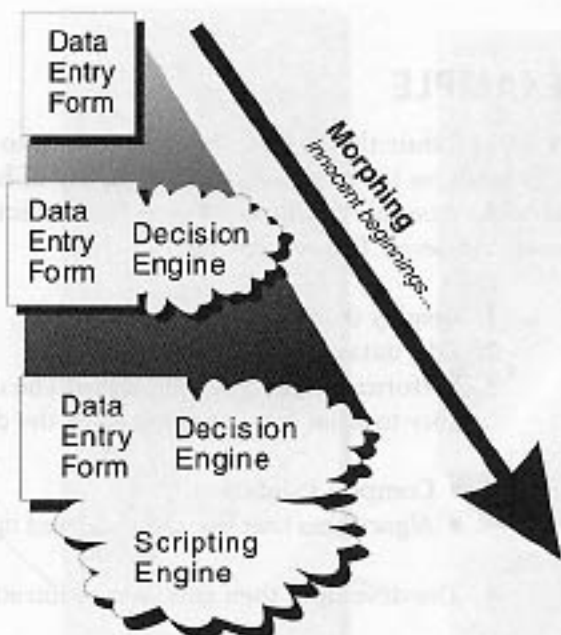 Data
Entry
Form
Morphing
innocent beginnings...
Data
Entry
Form
Decision
Engine
Data
Entry
Form
Decision
Engine
Scripting
Engine